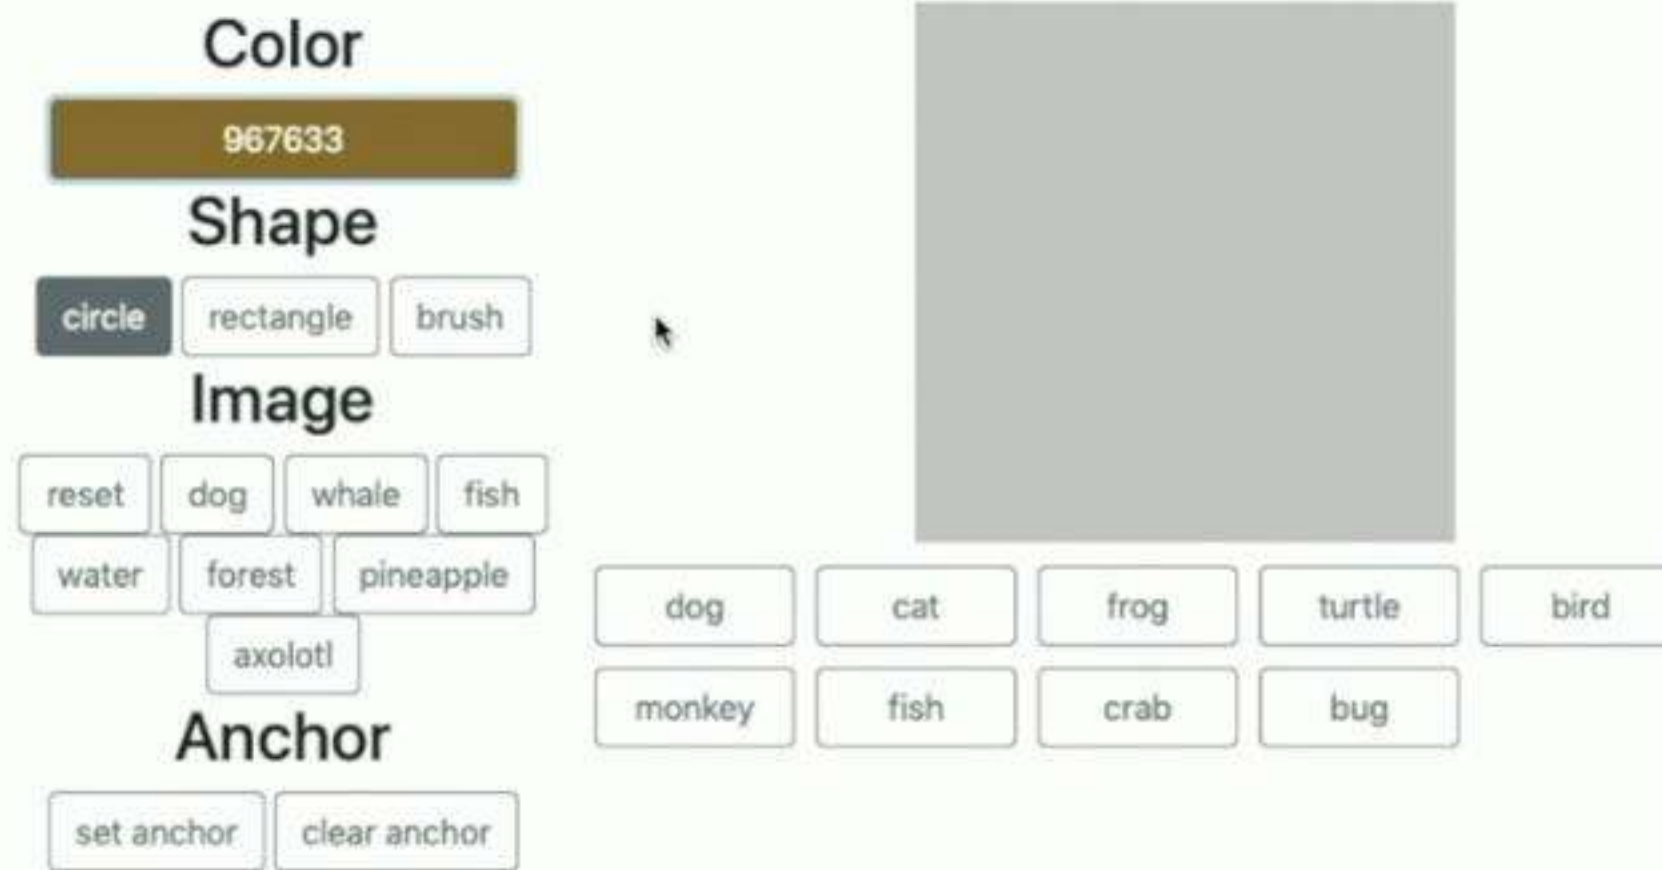 Color
967633
Shape
circle rectangle brush
Image
reset dog whale fish
water forest pineapple
axolotl
Anchor
set anchor clear anchor
dog cat frog turtle bird
monkey fish crab bug